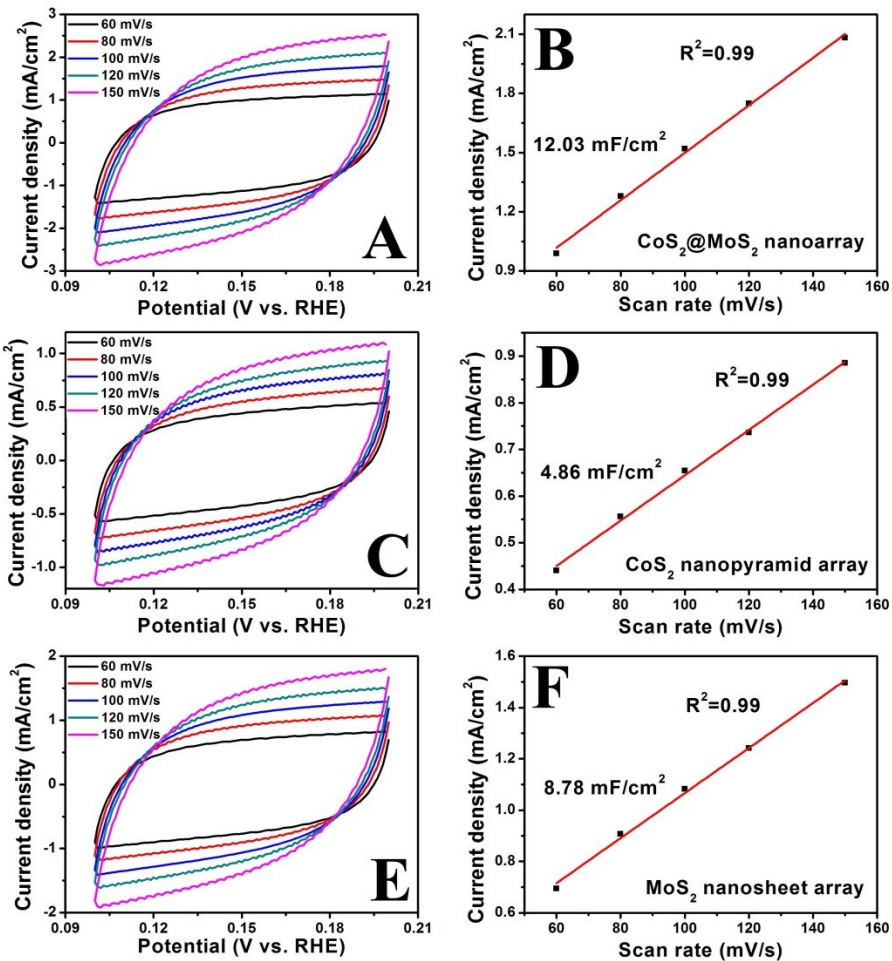 60 mV/s
80 mV/s
100 mV/s
120 mV/s
150 mV/s
A
3
2
1
0
-1
-2
-3
0.09 0.12 0.15 0.18 0.21
Current density (mA/cm²)
Potential (V vs. RHE)
B
R²=0.99
12.03 mF/cm²
CoS₂@MoS₂ nanoarray
2.1
1.8
1.5
1.2
0.9
60 80 100 120 140 160
Current density (mA/cm²)
Scan rate (mV/s)
60 mV/s
80 mV/s
100 mV/s
120 mV/s
150 mV/s
C
1.0
0.5
0.0
-0.5
-1.0
0.09 0.12 0.15 0.18 0.21
Current density (mA/cm²)
Potential (V vs. RHE)
D
R²=0.99
4.86 mF/cm²
CoS₂ nanopyramid array
0.9
0.8
0.7
0.6
0.5
0.4
60 80 100 120 140 160
Current density (mA/cm²)
Scan rate (mV/s)
60 mV/s
80 mV/s
100 mV/s
120 mV/s
150 mV/s
E
2
1
0
-1
-2
0.09 0.12 0.15 0.18 0.21
Current density (mA/cm²)
Potential (V vs. RHE)
F
R²=0.99
8.78 mF/cm²
MoS₂ nanosheet array
1.6
1.4
1.2
1.0
0.8
0.6
60 80 100 120 140 160
Current density (mA/cm²)
Scan rate (mV/s)